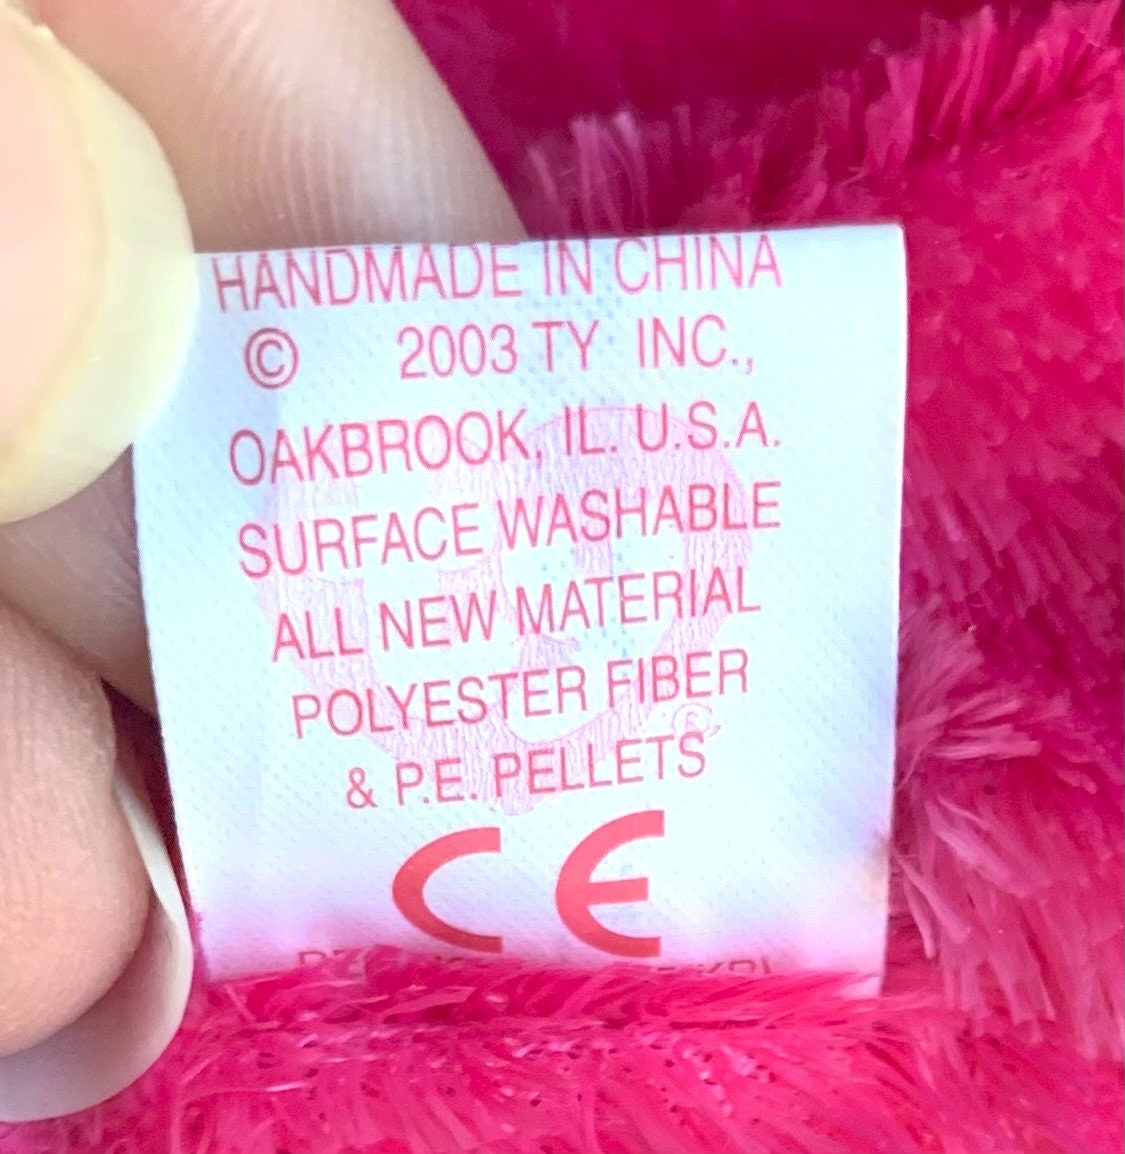 HANDMADE IN CHINA
© 2003 TY INC.,
OAKBROOK, IL. U.S.A.
SURFACE WASHABLE
ALL NEW MATERIAL
POLYESTER FIBER
& P.E. PELLETS
CE